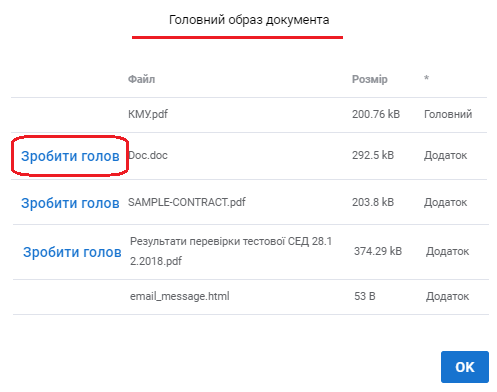 Головний образ документа
Файл Розмір *
КМУ.pdf 200.76 kB Головний
Зробити голов Doc.doc 292.5 kB Додаток
Зробити голов SAMPLE-CONTRACT.pdf 203.8 kB Додаток
Зробити голов Результати перевірки тестової СЕД 28.1 374.29 kB Додаток
2.2018.pdf
email_message.html 53 B Додаток
OK